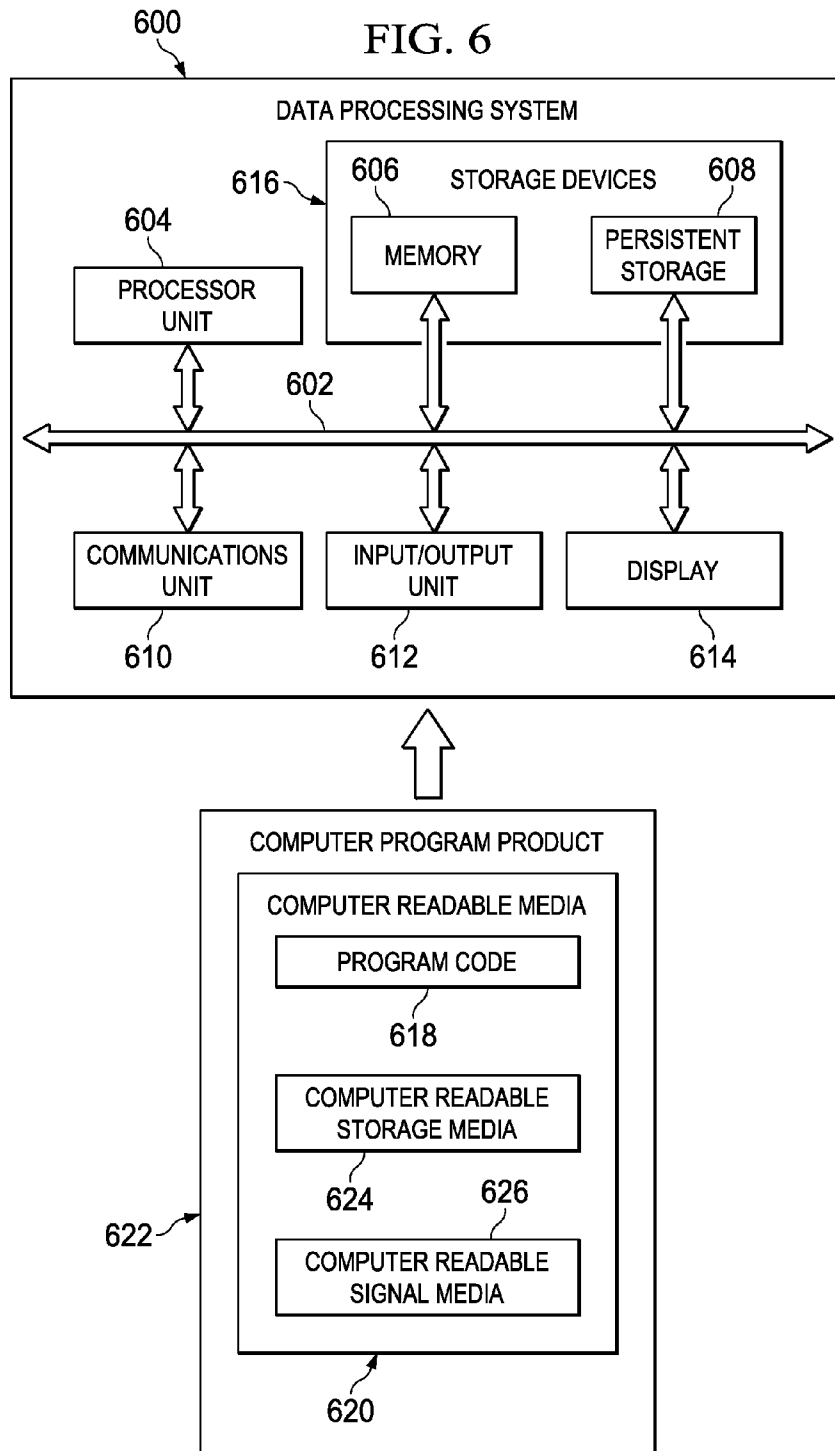 FIG. 6
600
DATA PROCESSING SYSTEM
616
606
STORAGE DEVICES
608
604
MEMORY
PERSISTENT
STORAGE
PROCESSOR
UNIT
602
COMMUNICATIONS
UNIT
INPUT/OUTPUT
UNIT
DISPLAY
610
612
614
COMPUTER PROGRAM PRODUCT
COMPUTER READABLE MEDIA
PROGRAM CODE
618
COMPUTER READABLE
STORAGE MEDIA
624
626
622
COMPUTER READABLE
SIGNAL MEDIA
620